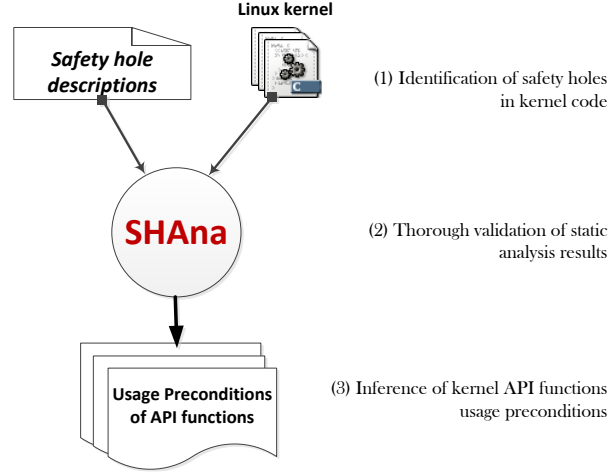 Linux kernel
Safety hole
descriptions
C
(1) Identification of safety holes
in kernel code
SHAna
(2) Thorough validation of static
analysis results
Usage Preconditions
of API functions
(3) Inference of kernel API functions
usage preconditions